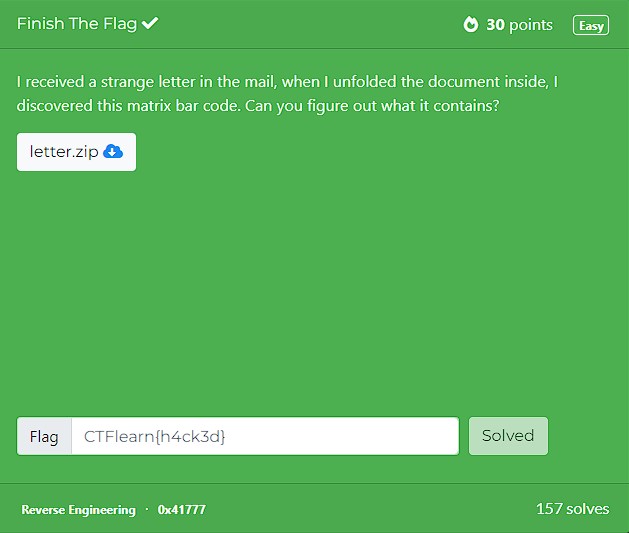 Finish The Flag ✔ 30 points Easy
I received a strange letter in the mail, when I unfolded the document inside, I
discovered this matrix bar code. Can you figure out what it contains?
letter.zip
Flag CTFlearn{h4ck3d} Solved
Reverse Engineering · 0x41777 157 solves